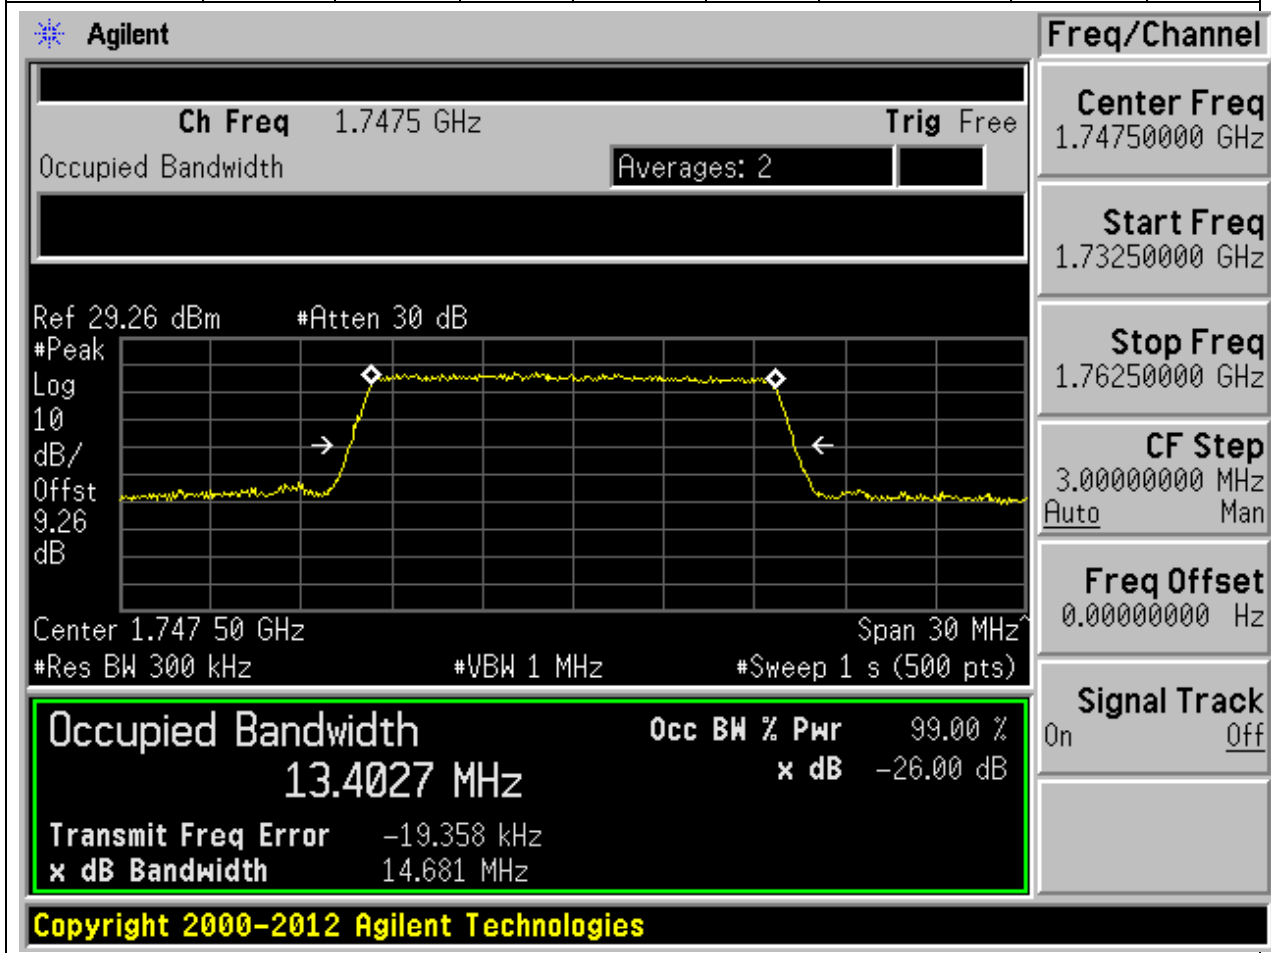 Agilent
Freq/Channel
Ch Freq 1.7475 GHz Trig Free
Occupied Bandwidth Averages: 2
Center Freq
1.74750000 GHz
Start Freq
1.73250000 GHz
Stop Freq
1.76250000 GHz
CF Step
3.00000000 MHz
Auto Man
Freq Offset
0.00000000 Hz
Signal Track
On Off
Ref 29.26 dBm #Atten 30 dB
#Peak
Log
10
dB/
Offst
9.26
dB
Center 1.747 50 GHz Span 30 MHz^
#Res BW 300 kHz #VBW 1 MHz #Sweep 1 s (500 pts)
Occupied Bandwidth Occ BW % Pwr 99.00 %
13.4027 MHz x dB -26.00 dB
Transmit Freq Error -19.358 kHz
x dB Bandwidth 14.681 MHz
Copyright 2000-2012 Agilent Technologies